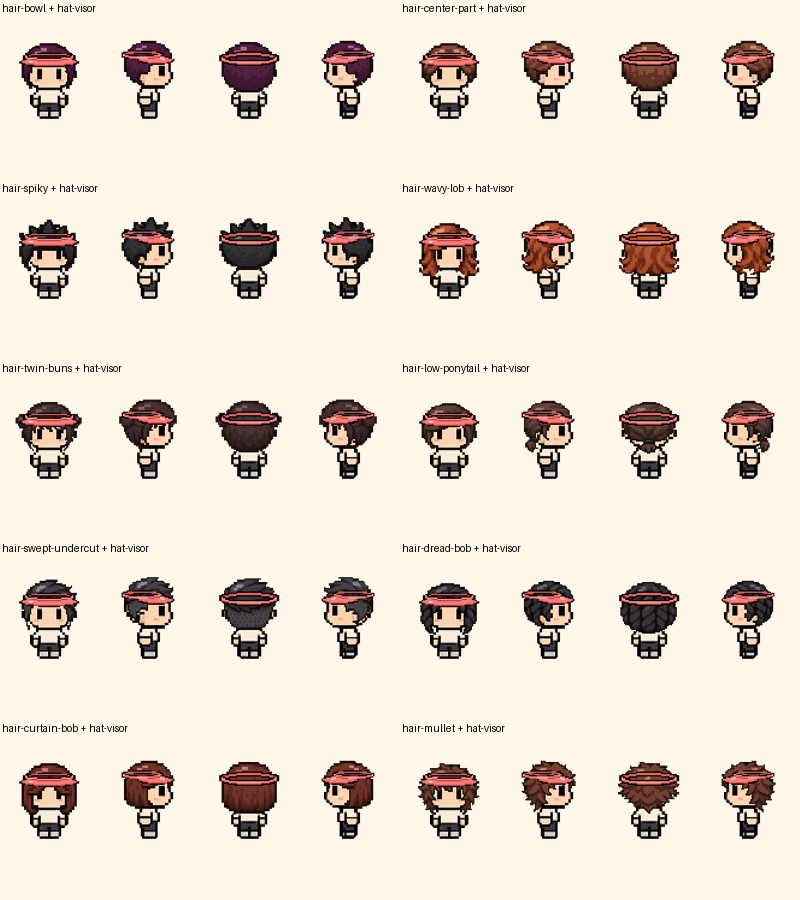 hair-bowl + hat-visor
hair-center-part + hat-visor
hair-spiky + hat-visor
hair-wavy-lob + hat-visor
hair-twin-buns + hat-visor
hair-low-ponytail + hat-visor
hair-swept-undercut + hat-visor
hair-dread-bob + hat-visor
hair-curtain-bob + hat-visor
hair-mullet + hat-visor